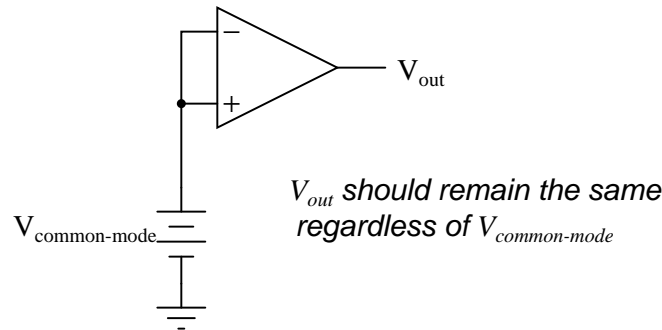 −
V_out
+
V_out should remain the same
V_common-mode
regardless of V_common-mode